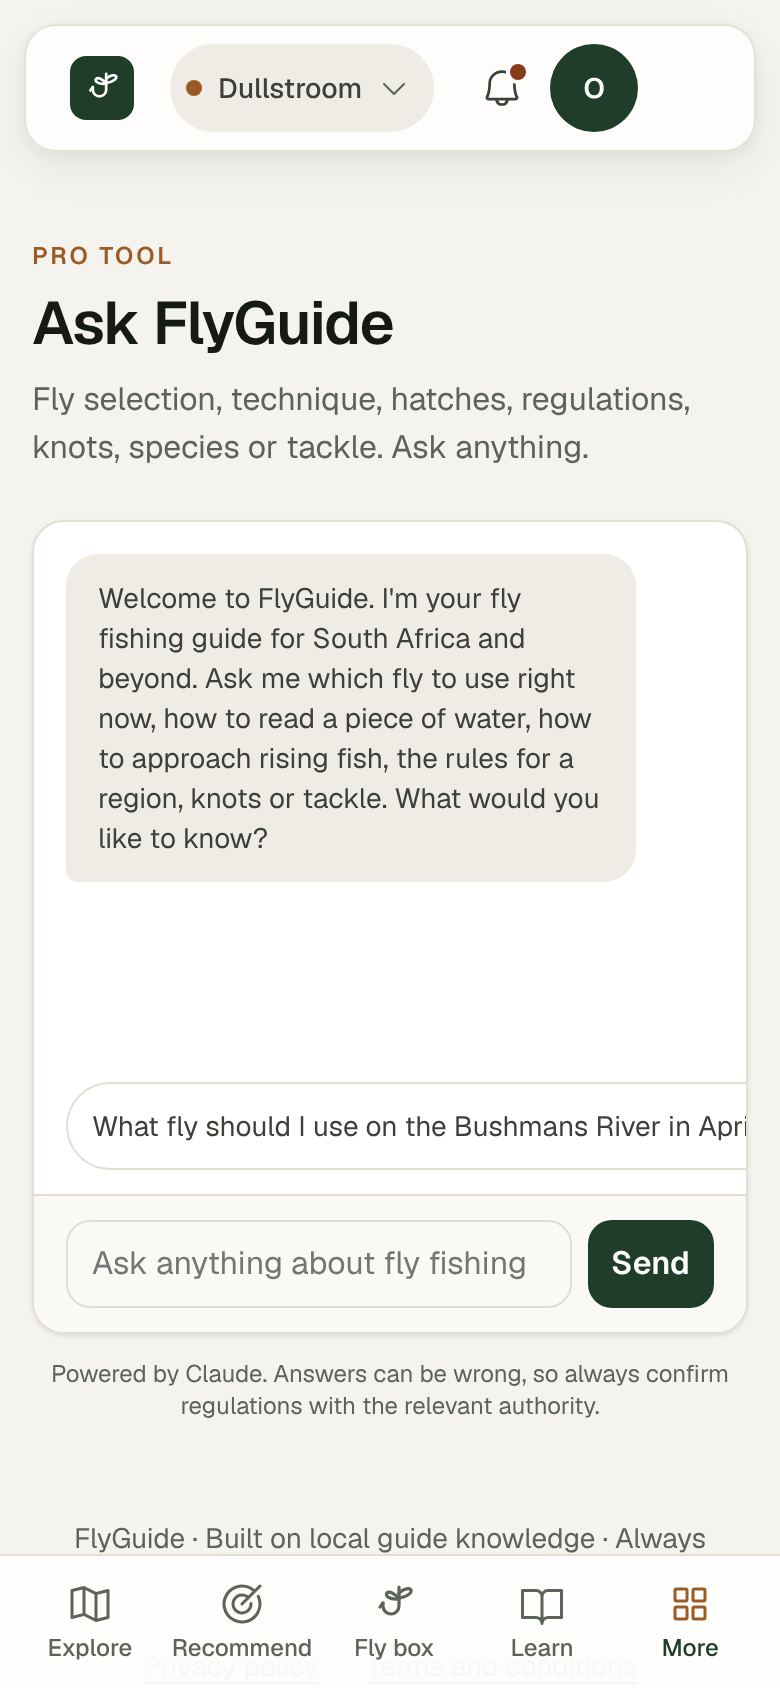 Dullstroom
O
PRO TOOL
Ask FlyGuide
Fly selection, technique, hatches, regulations,
knots, species or tackle. Ask anything.
Welcome to FlyGuide. I'm your fly
fishing guide for South Africa and
beyond. Ask me which fly to use right
now, how to read a piece of water, how
to approach rising fish, the rules for a
region, knots or tackle. What would you
like to know?
What fly should I use on the Bushmans River in Apri
Ask anything about fly fishing
Send
Powered by Claude. Answers can be wrong, so always confirm
regulations with the relevant authority.
FlyGuide · Built on local guide knowledge · Always
Explore
Recommend
Fly box
Learn
More
Privacy policy
Terms and conditions